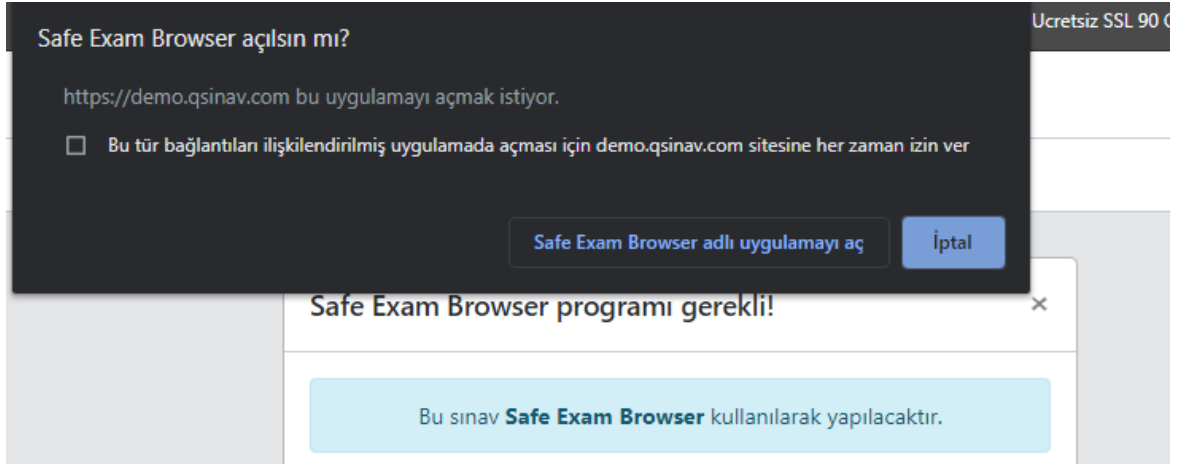 Ucretsiz SSL 90
Safe Exam Browser açılsın mı?
https://demo.qsinav.com bu uygulamayı açmak istiyor.
Bu tür bağlantıları ilişkilendirilmiş uygulamada açması için demo.qsinav.com sitesine her zaman izin ver
Safe Exam Browser adlı uygulamayı aç
İptal
Safe Exam Browser programı gerekli!
Bu sınav Safe Exam Browser kullanılarak yapılacaktır.